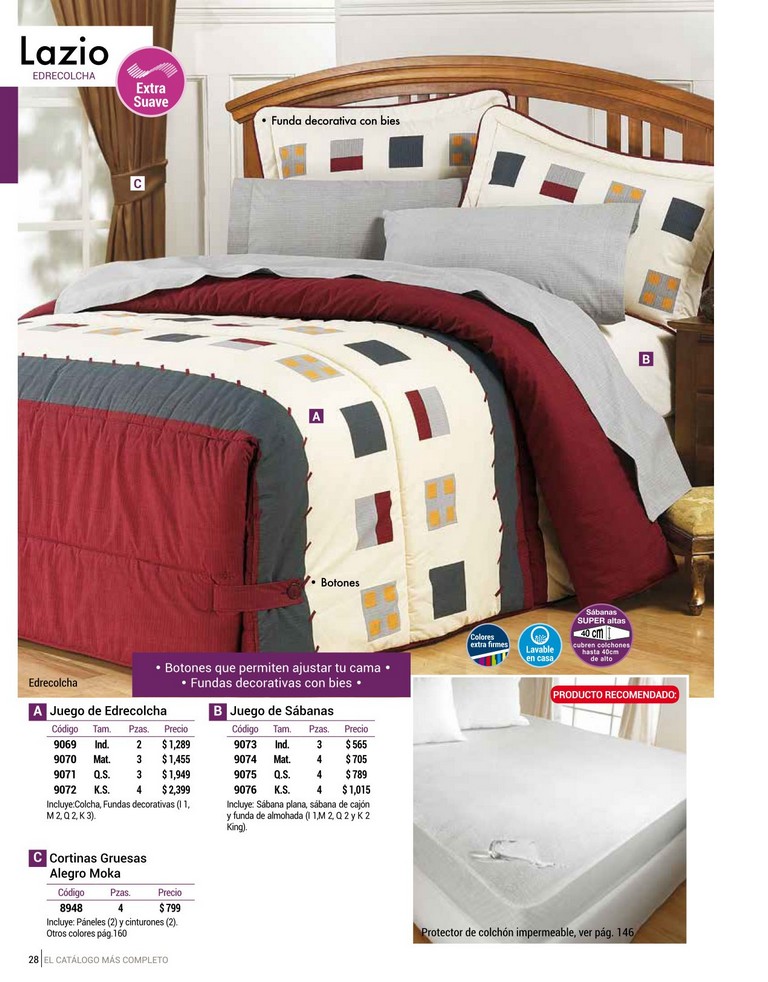 Lazio
EDRECOLCHA
Extra
Suave
• Funda decorativa con bies
C
B
A
• Botones
Colores
extra firmes
Lavable
en casa
Sábanas
SUPER altas
40 cm
cubren colchones
hasta 40cm
de alto
• Botones que permiten ajustar tu cama •
• Fundas decorativas con bies •
Edrecolcha
PRODUCTO RECOMENDADO:
A Juego de Edrecolcha
Código Tam. Pzas. Precio
9069 Ind. 2 $1,289
9070 Mat. 3 $1,455
9071 Q.S. 3 $1,949
9072 K.S. 4 $2,399
Incluye:Colcha, Fundas decorativas (I 1,
M 2, Q 2, K 3).
B Juego de Sábanas
Código Tam. Pzas. Precio
9073 Ind. 3 $565
9074 Mat. 4 $705
9075 Q.S. 4 $789
9076 K.S. 4 $1,015
Incluye: Sábana plana, sábana de cajón
y funda de almohada (I 1,M 2, Q 2 y K 2
King).
C Cortinas Gruesas
Alegro Moka
Código Pzas. Precio
8948 4 $799
Incluye: Páneles (2) y cinturones (2).
Otros colores pág.160
Protector de colchón impermeable, ver pág. 146
28 EL CATÁLOGO MÁS COMPLETO